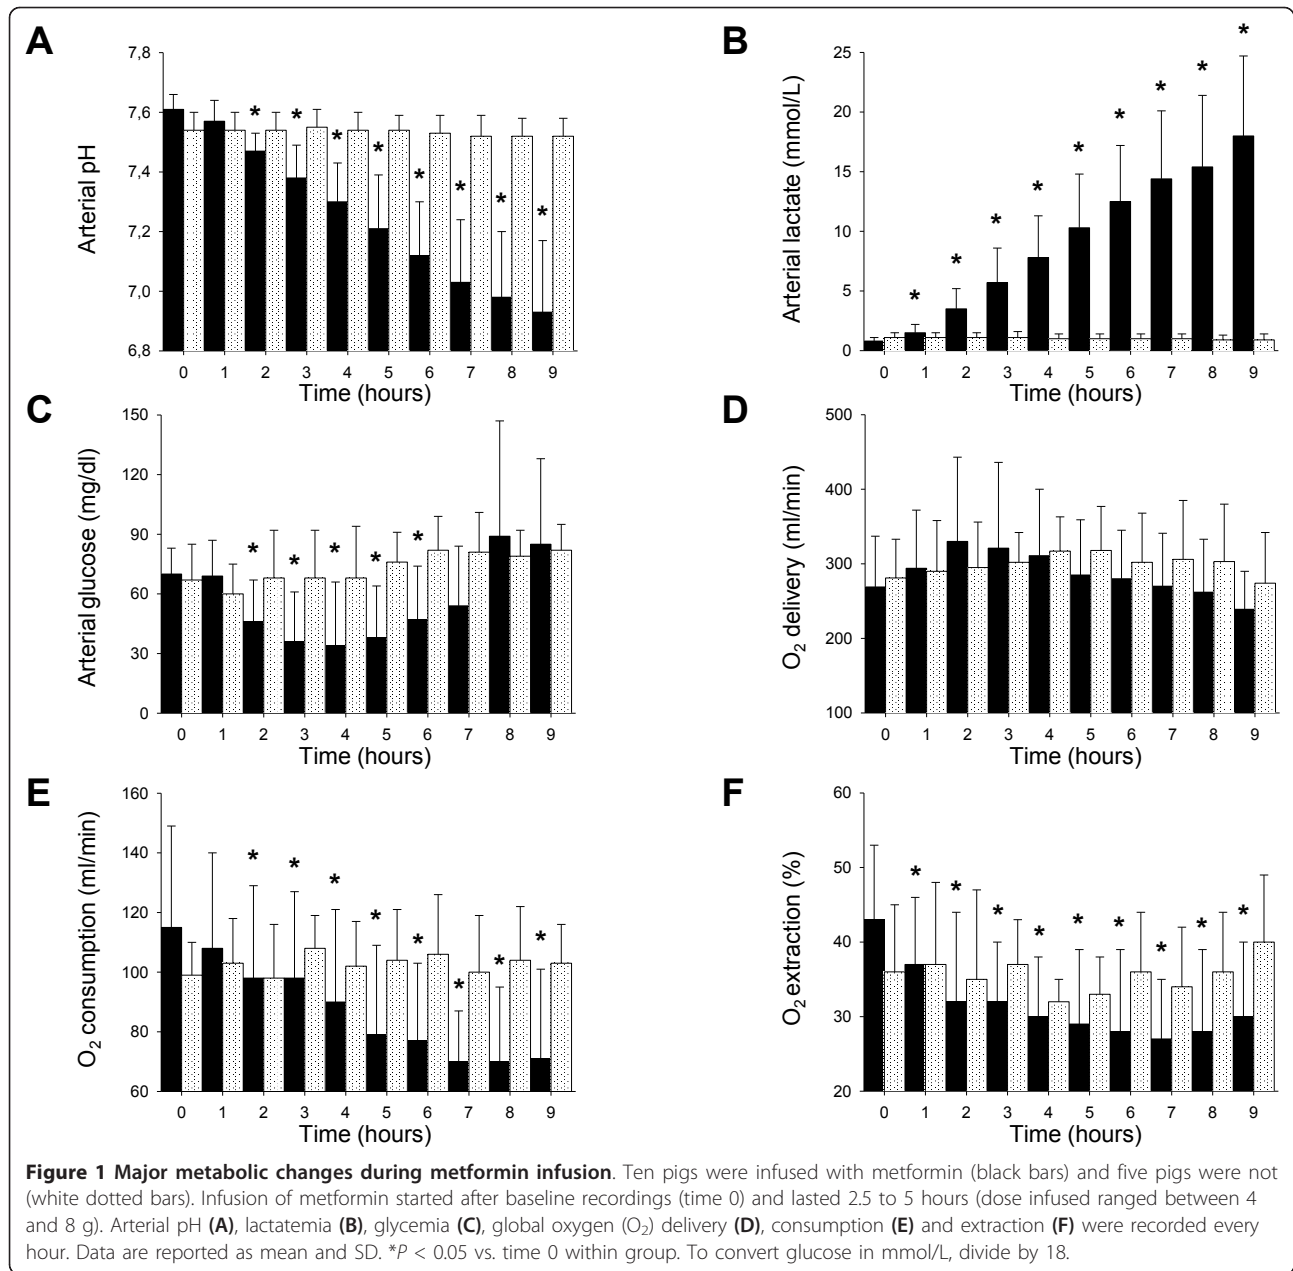 A
7,8
7,6
7,4
7,2
7,0
6,8
Arterial pH
* * * * * * * *
0 1 2 3 4 5 6 7 8 9
Time (hours)
B
25
20
15
10
5
0
Arterial lactate (mmol/L)
* * * * * * * * *
0 1 2 3 4 5 6 7 8 9
Time (hours)
C
150
120
90
60
30
0
Arterial glucose (mg/dl)
* * * * *
0 1 2 3 4 5 6 7 8 9
Time (hours)
D
500
400
300
200
100
O2 delivery (ml/min)
0 1 2 3 4 5 6 7 8 9
Time (hours)
E
160
140
120
100
80
60
O2 consumption (ml/min)
* * * * * * * *
0 1 2 3 4 5 6 7 8 9
Time (hours)
F
60
50
40
30
20
O2 extraction (%)
* * * * * * * * *
0 1 2 3 4 5 6 7 8 9
Time (hours)
Figure 1 Major metabolic changes during metformin infusion. Ten pigs were infused with metformin (black bars) and five pigs were not
(white dotted bars). Infusion of metformin started after baseline recordings (time 0) and lasted 2.5 to 5 hours (dose infused ranged between 4
and 8 g). Arterial pH (A), lactatemia (B), glycemia (C), global oxygen (O2) delivery (D), consumption (E) and extraction (F) were recorded every
hour. Data are reported as mean and SD. *P < 0.05 vs. time 0 within group. To convert glucose in mmol/L, divide by 18.